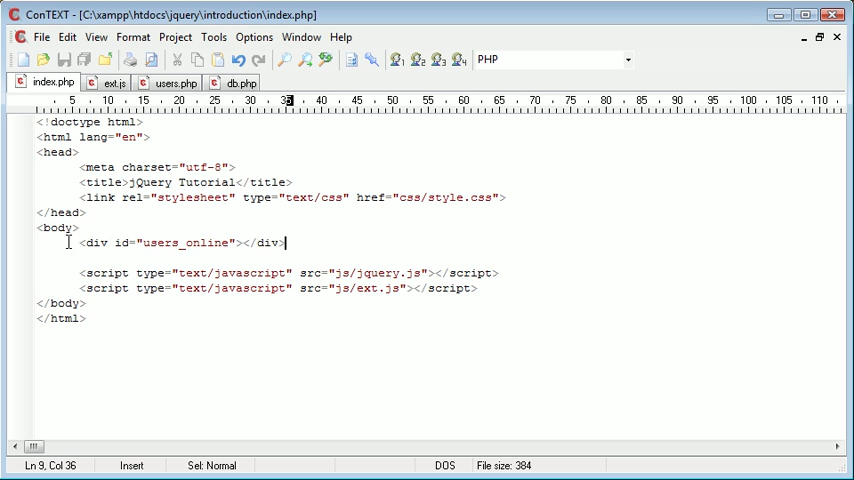 ConTEXT - [C:\xampp\htdocs\jquery\introduction\index.php]
File Edit View Format Project Tools Options Window Help
1 2 3 4 PHP
index.php ext.js users.php db.php
5 10 15 20 25 30 35 40 45 50 55 60 65 70 75 80 85 90 95 100 105 110
<!doctype html>
<html lang="en">
<head>
<meta charset="utf-8">
<title>jQuery Tutorial</title>
<link rel="stylesheet" type="text/css" href="css/style.css">
</head>
<body>
<div id="users_online"></div>
<script type="text/javascript" src="js/jquery.js"></script>
<script type="text/javascript" src="js/ext.js"></script>
</body>
</html>
Ln 9, Col 36 Insert Sel: Normal DOS File size: 384